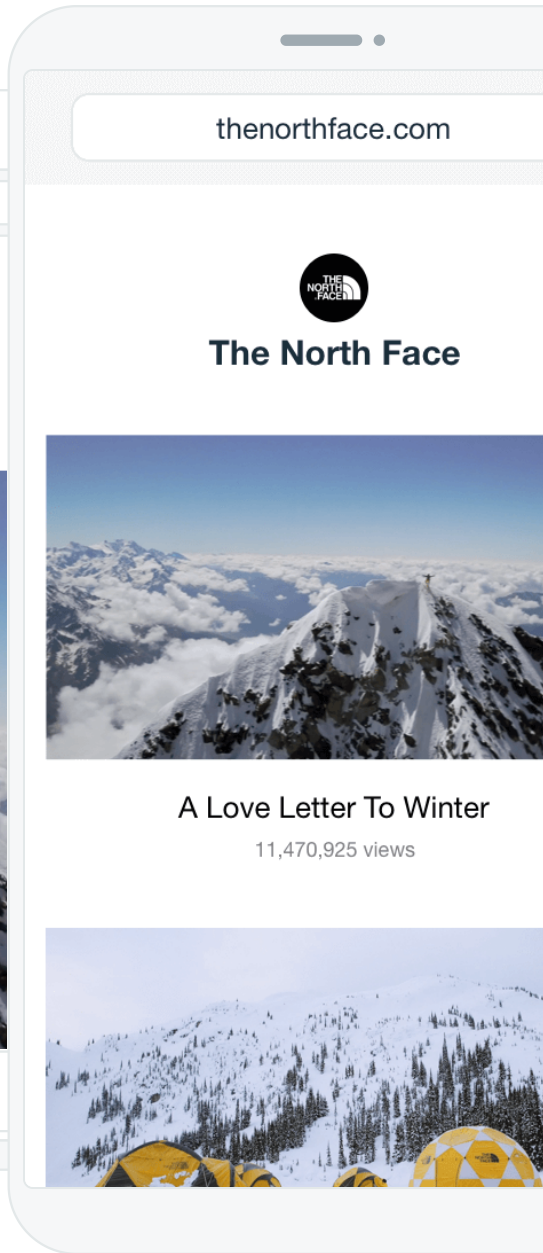 thenorthface.com
THE
NORTH
FACE
The North Face
A Love Letter To Winter
11,470,925 views